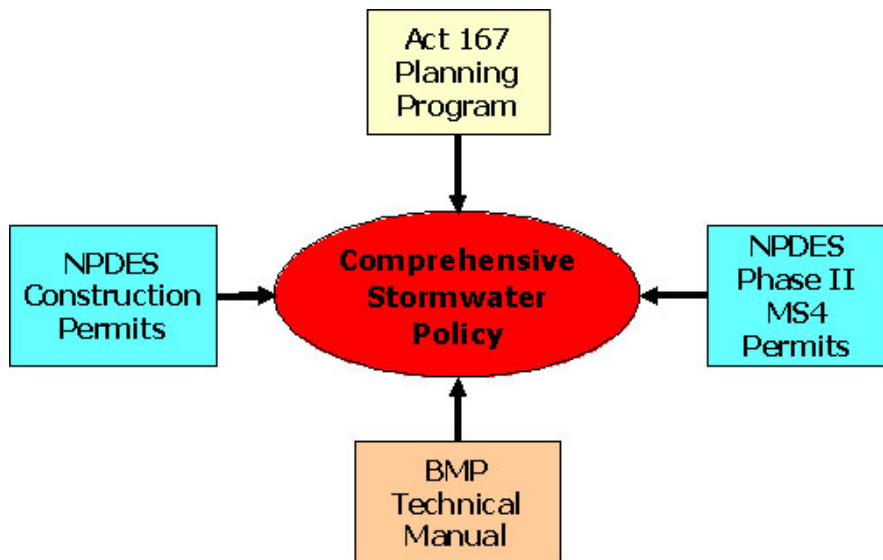 Act 167
Planning
Program
NPDES
Construction
Permits
Comprehensive
Stormwater
Policy
NPDES
Phase II
MS4
Permits
BMP
Technical
Manual